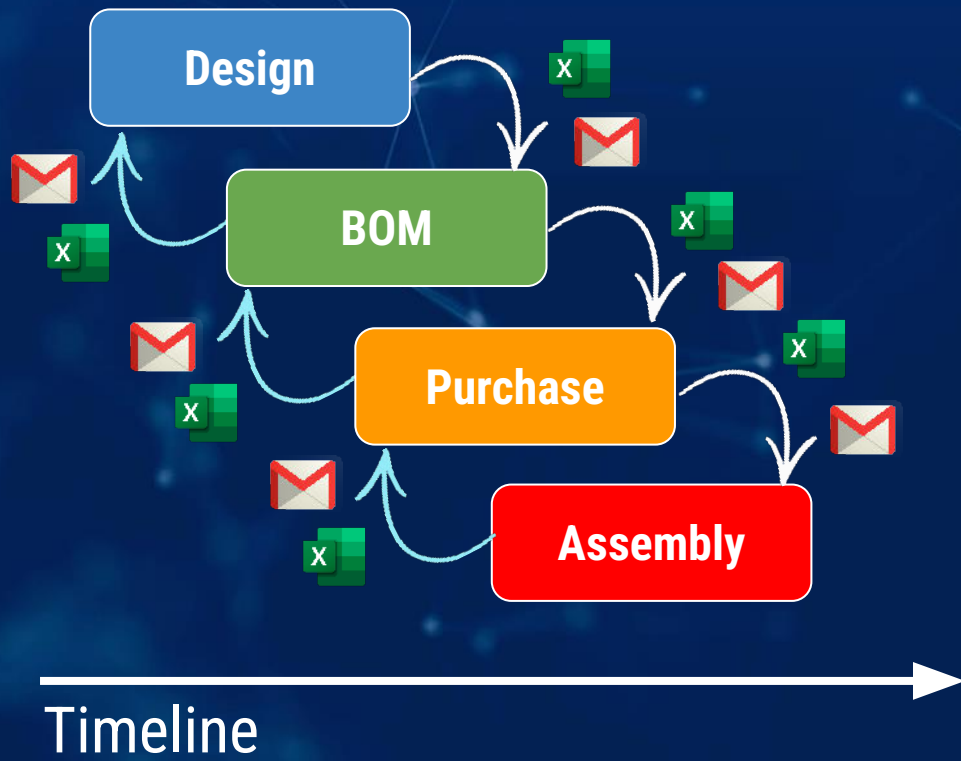 Design
X
X
BOM
X
X
Purchase
X
X
Assembly
Timeline